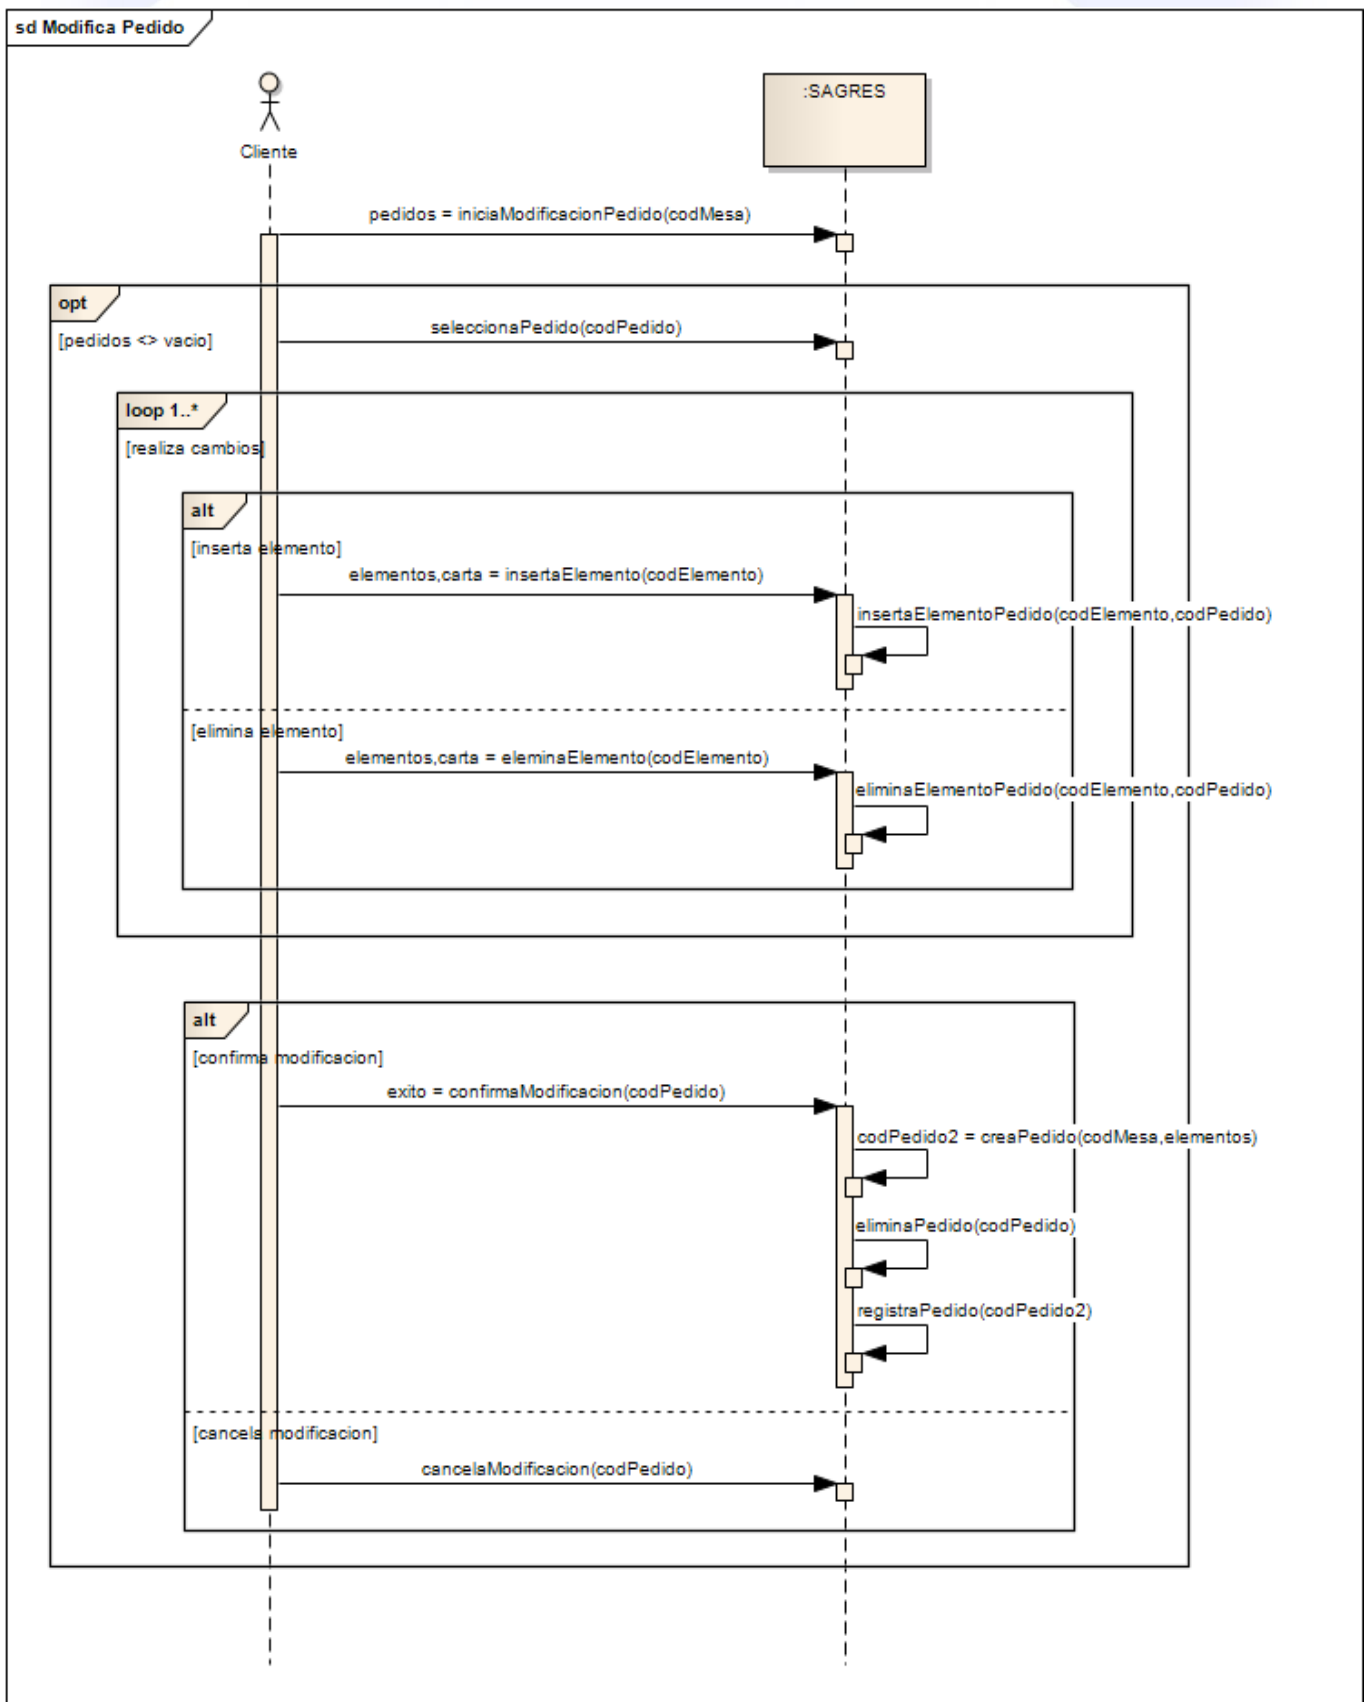 sd Modifica Pedido
:SAGRES
Cliente
pedidos = iniciaModificacionPedido(codMesa)
opt
[pedidos <> vacio]
seleccionaPedido(codPedido)
loop 1..*
[realiza cambios]
alt
[inserta elemento]
elementos,carta = insertaElemento(codElemento)
insertaElementoPedido(codElemento,codPedido)
[elimina elemento]
elementos,carta = eleminaElemento(codElemento)
eliminaElementoPedido(codElemento,codPedido)
alt
[confirma modificacion]
exito = confirmaModificacion(codPedido)
codPedido2 = creaPedido(codMesa,elementos)
eliminaPedido(codPedido)
registraPedido(codPedido2)
[cancela modificacion]
cancelaModificacion(codPedido)